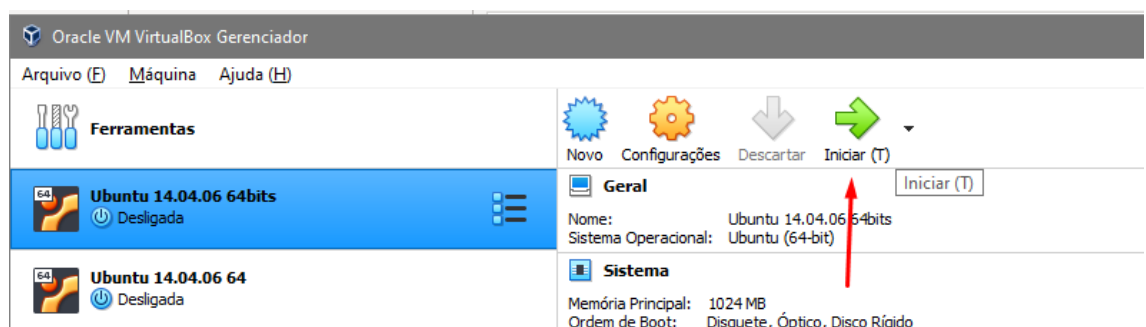 Oracle VM VirtualBox Gerenciador
Arquivo (F) Máquina Ajuda (H)
Ferramentas
Novo Configurações Descartar Iniciar (T)
Iniciar (T)
64
Ubuntu 14.04.06 64bits
Desligada
64
Ubuntu 14.04.06 64
Desligada
Geral
Nome: Ubuntu 14.04.06 64bits
Sistema Operacional: Ubuntu (64-bit)
Sistema
Memória Principal: 1024 MB
Ordem de Boot: Disquete, Óptico, Disco Rígido